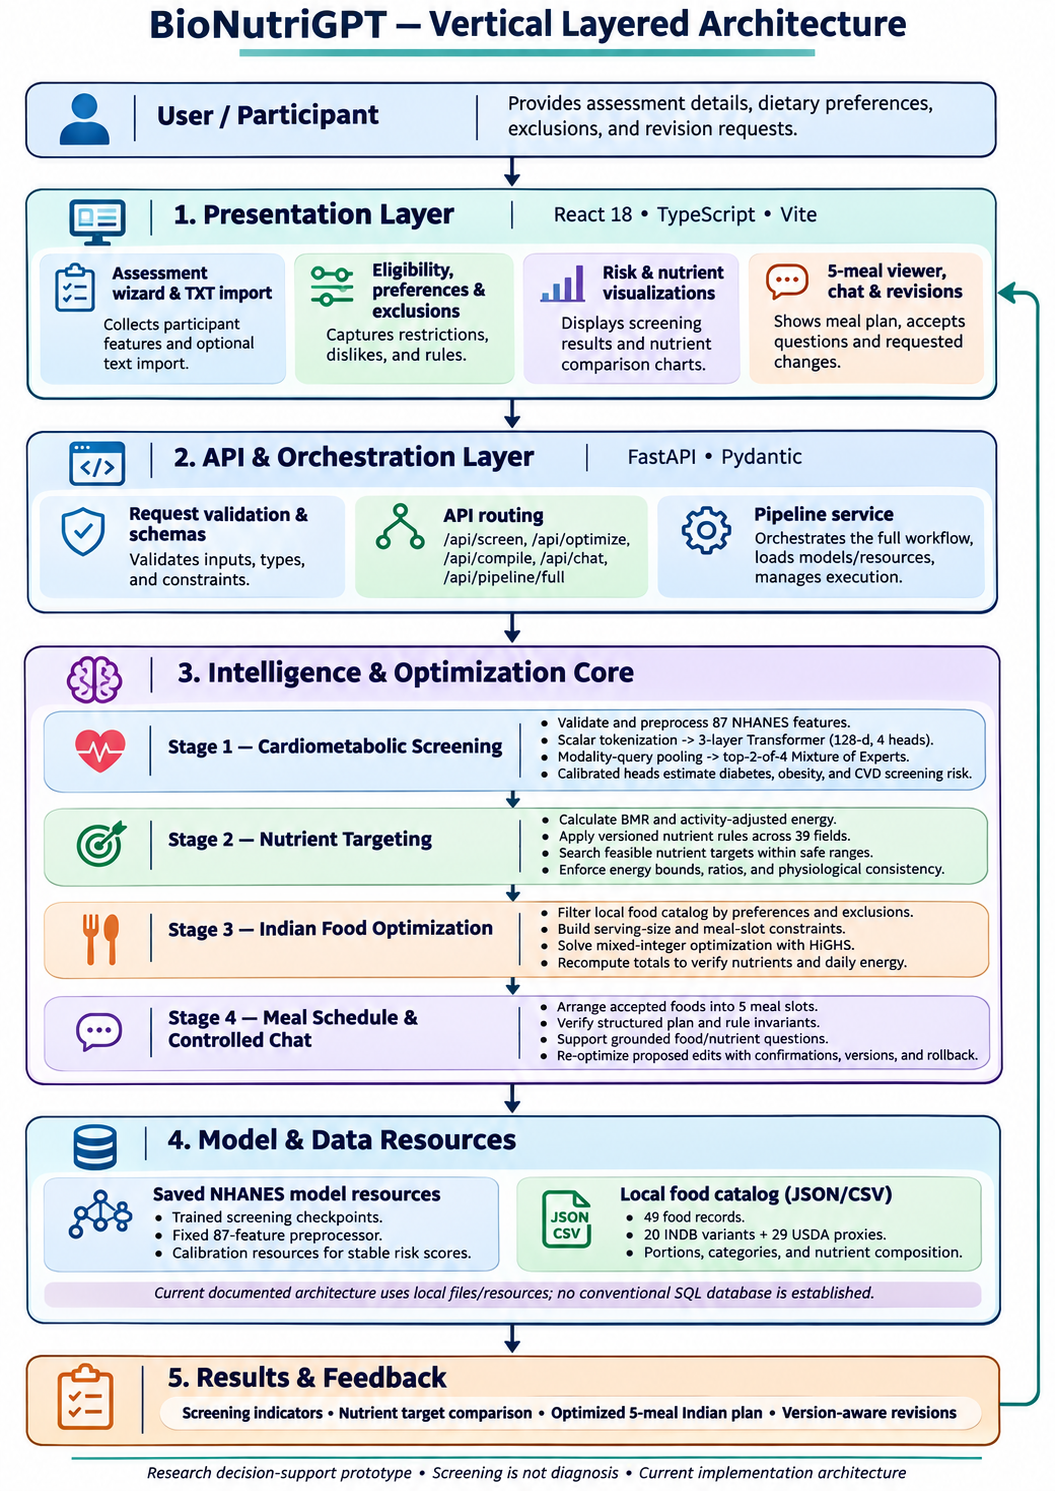 BioNutriGPT — Vertical Layered Architecture
User / Participant
Provides assessment details, dietary preferences,
exclusions, and revision requests.
1. Presentation Layer
React 18 • TypeScript • Vite
Assessment
wizard & TXT import
Collects participant
features and optional
text import.
Eligibility,
preferences &
exclusions
Captures restrictions,
dislikes, and rules.
Risk & nutrient
visualizations
Displays screening
results and nutrient
comparison charts.
5-meal viewer,
chat & revisions
Shows meal plan, accepts
questions and requested
changes.
2. API & Orchestration Layer
FastAPI • Pydantic
</>
Request validation &
schemas
Validates inputs, types,
and constraints.
API routing
/api/screen, /api/optimize,
/api/compile, /api/chat,
/api/pipeline/full
Pipeline service
Orchestrates the full workflow,
loads models/resources,
manages execution.
3. Intelligence & Optimization Core
Stage 1 — Cardiometabolic Screening
• Validate and preprocess 87 NHANES features.
• Scalar tokenization -> 3-layer Transformer (128-d, 4 heads).
• Modality-query pooling -> top-2-of-4 Mixture of Experts.
• Calibrated heads estimate diabetes, obesity, and CVD screening risk.
Stage 2 — Nutrient Targeting
• Calculate BMR and activity-adjusted energy.
• Apply versioned nutrient rules across 39 fields.
• Search feasible nutrient targets within safe ranges.
• Enforce energy bounds, ratios, and physiological consistency.
Stage 3 — Indian Food Optimization
• Filter local food catalog by preferences and exclusions.
• Build serving-size and meal-slot constraints.
• Solve mixed-integer optimization with HiGHS.
• Recompute totals to verify nutrients and daily energy.
Stage 4 — Meal Schedule &
Controlled Chat
• Arrange accepted foods into 5 meal slots.
• Verify structured plan and rule invariants.
• Support grounded food/nutrient questions.
• Re-optimize proposed edits with confirmations, versions, and rollback.
4. Model & Data Resources
Saved NHANES model resources
• Trained screening checkpoints.
• Fixed 87-feature preprocessor.
• Calibration resources for stable risk scores.
JSON
CSV
Local food catalog (JSON/CSV)
• 49 food records.
• 20 INDB variants + 29 USDA proxies.
• Portions, categories, and nutrient composition.
Current documented architecture uses local files/resources; no conventional SQL database is established.
5. Results & Feedback
Screening indicators • Nutrient target comparison • Optimized 5-meal Indian plan • Version-aware revisions
Research decision-support prototype • Screening is not diagnosis • Current implementation architecture